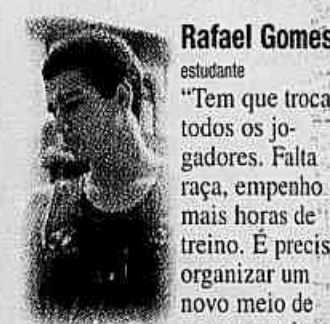 Rafael Gomes
estudante
“Tem que troca
todos os jo-
gadores. Falta
raça, empenho
mais horas de
treino. É precis
organizar um
novo meio de